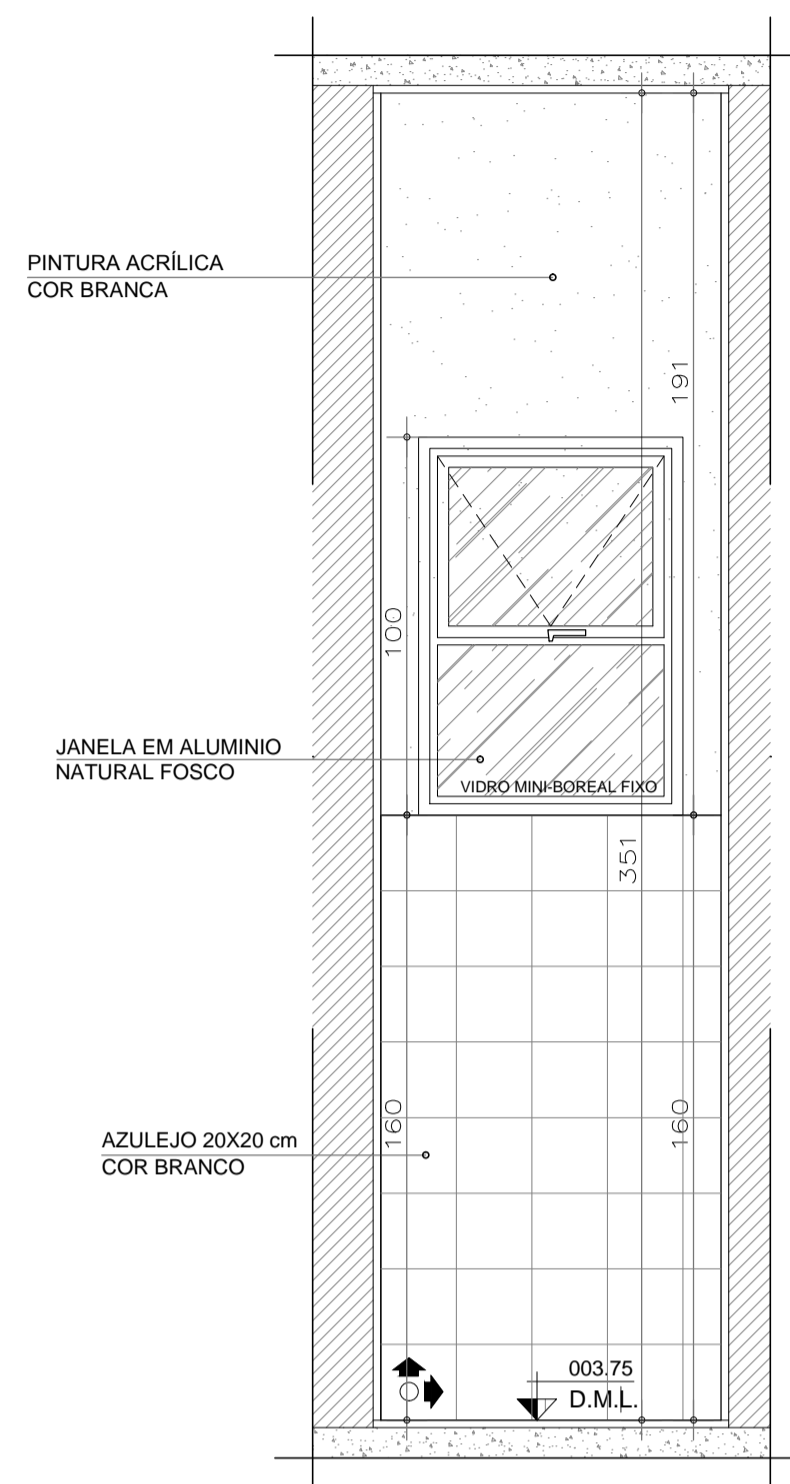 PINTURA ACRÍLICA
COR BRANCA
191
100
JANELA EM ALUMINIO
NATURAL FOSCO
VIDRO MINI-BOREAL FIXO
351
160
160
AZULEJO 20X20 cm
COR BRANCO
003.75
D.M.L.